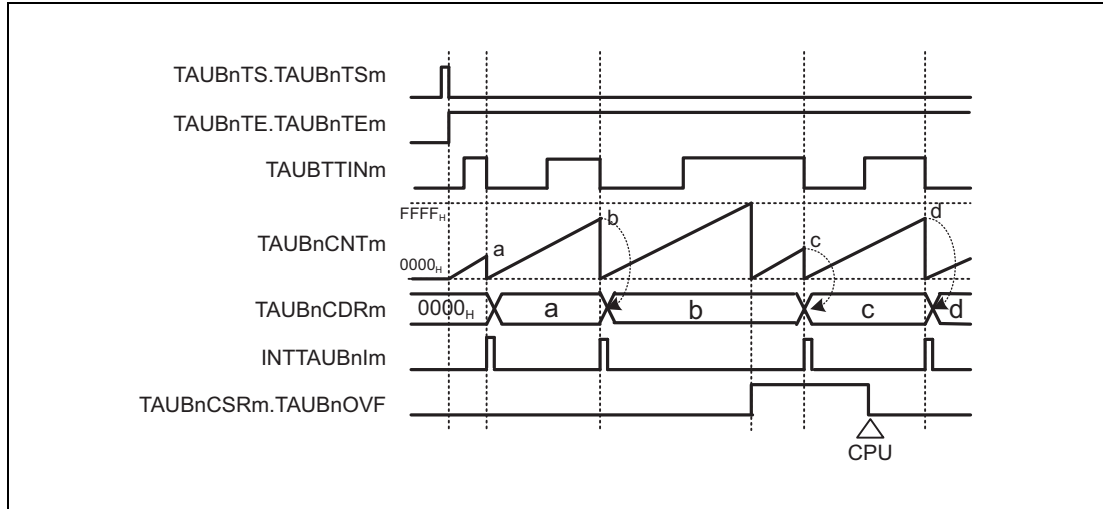 TAUBnTS.TAUBnTSm
TAUBnTE.TAUBnTEm
TAUBTTINm
FFFFH
TAUBnCNTm
0000H
a
b
c
d
TAUBnCDRm
0000H
a
b
c
d
INTTAUBnIm
TAUBnCSRm.TAUBnOVF
CPU